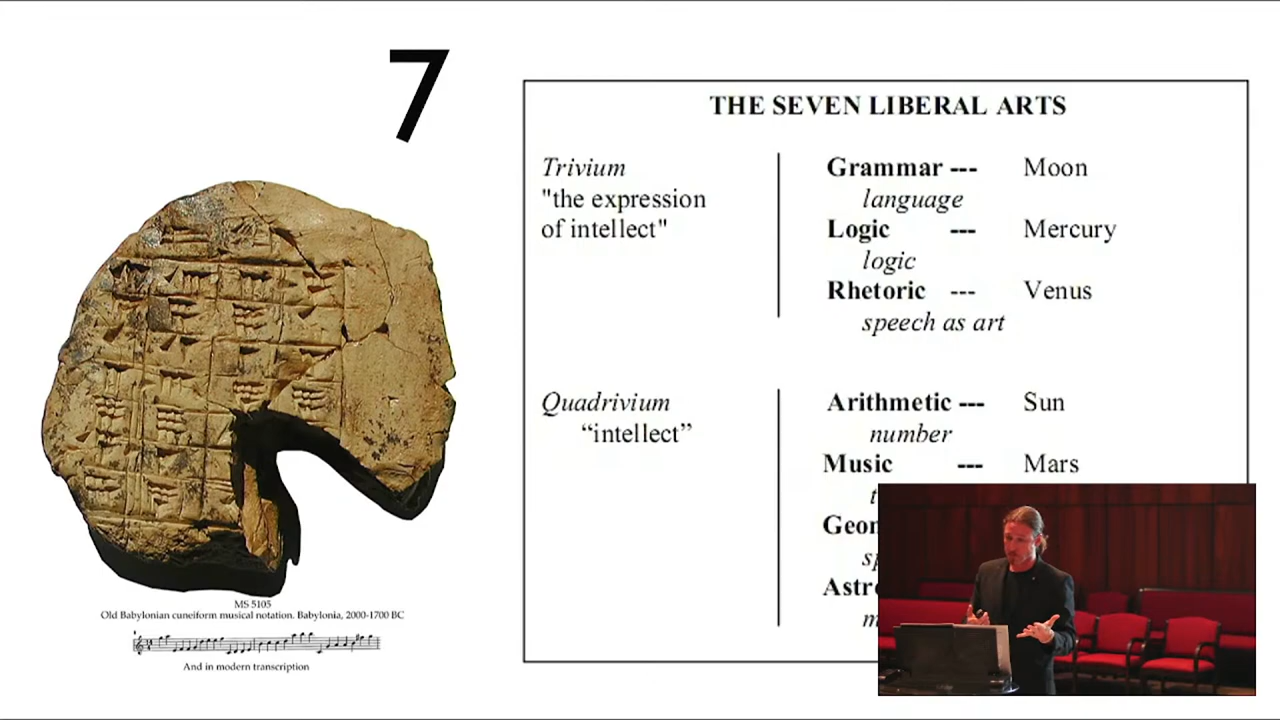 7
THE SEVEN LIBERAL ARTS
Trivium
"the expression
of intellect"
Grammar --- Moon
language
Logic --- Mercury
logic
Rhetoric --- Venus
speech as art
Quadrivium
“intellect”
Arithmetic --- Sun
number
Music --- Mars
MS 5105
Old Babylonian cuneiform musical notation. Babylonia, 2000-1700 BC
And in modern transcription